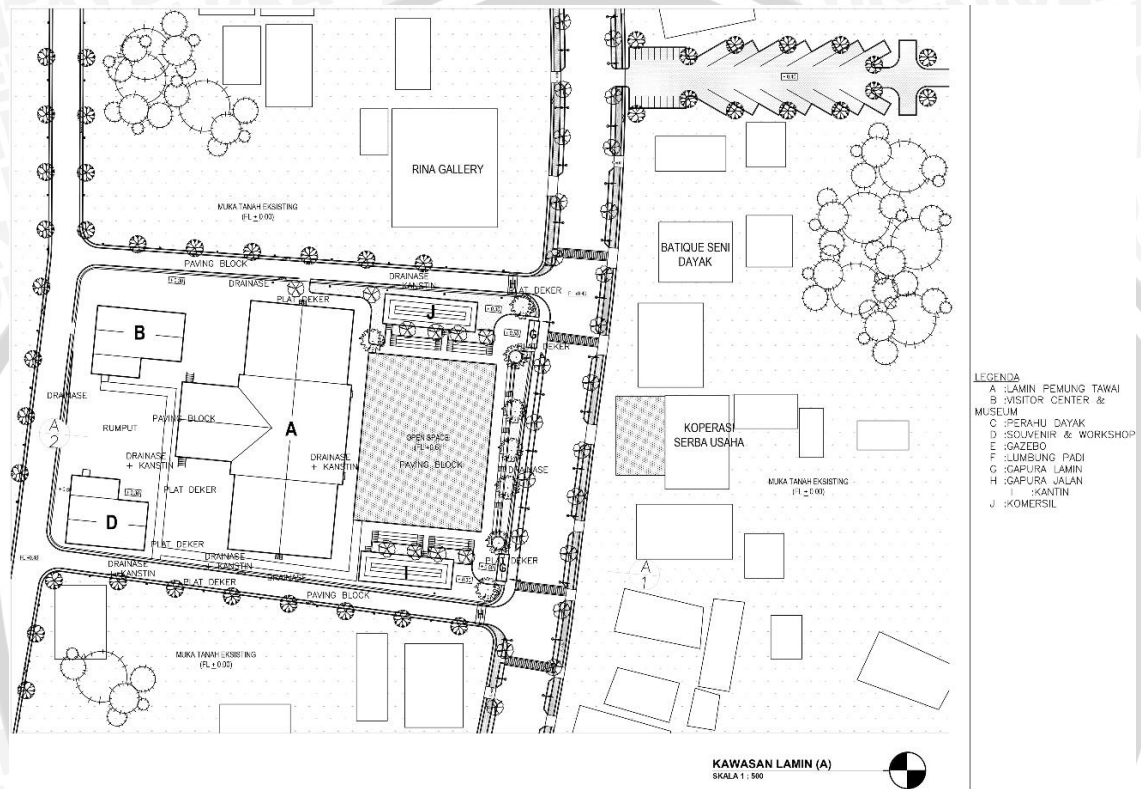 RINA GALLERY
MUKA TANAH EKSISTING
(FL ± 0.00)
BATIQUE SENI
DAYAK
PAVING BLOCK
DRAINASE
KANSTIN
DRAINASE
PLAT DEKER
PLAT DEKER
H
J
G
PLAT DEKER
B
A
DRAINASE
A
2
RUMPUT
PAVING BLOCK
DRAINASE
+ KANSTIN
DRAINASE
+ KANSTIN
OPEN SPACE
PAVING BLOCK
DRAINASE
PLAT DEKER
KOPERASI
SERBA USAHA
MUKA TANAH EKSISTING
(FL ± 0.00)
D
PLAT DEKER
DRAINASE
+ KANSTIN
DRAINASE
+ KANSTIN
PLAT DEKER
DRAINASE
I
PLAT DEKER
G
H
PAVING BLOCK
A
1
MUKA TANAH EKSISTING
(FL ± 0.00)
LEGENDA
A :LAMIN PEMUNG TAWAI
B :VISITOR CENTER &
MUSEUM
C :PERAHU DAYAK
D :SOUVENIR & WORKSHOP
E :GAZEBO
F :LUMBUNG PADI
G :GAPURA LAMIN
H :GAPURA JALAN
I :KANTIN
J :KOMERSIL
KAWASAN LAMIN (A)
SKALA 1 : 500